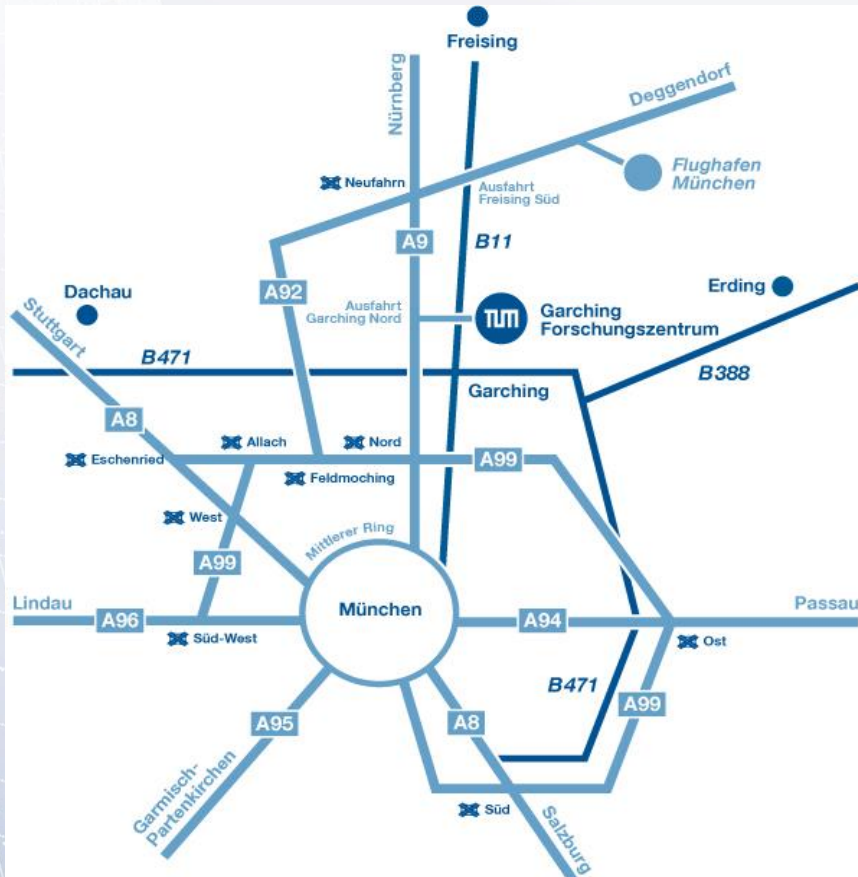 Freising
Nürnberg
Deggendorf
Flughafen
München
Neufahrn
Ausfahrt
Freising Süd
A9
B11
A92
Dachau
Erding
Stuttgart
Ausfahrt
Garching Nord
TUM
Garching
Forschungszentrum
B471
B388
Garching
A8
Allach
Nord
Eschenried
A99
Feldmoching
West
Mittlerer Ring
A99
Lindau
München
Passau
A96
A94
Süd-West
Ost
B471
A95
A8
A99
Garmisch-
Partenkirchen
Süd
Salzburg